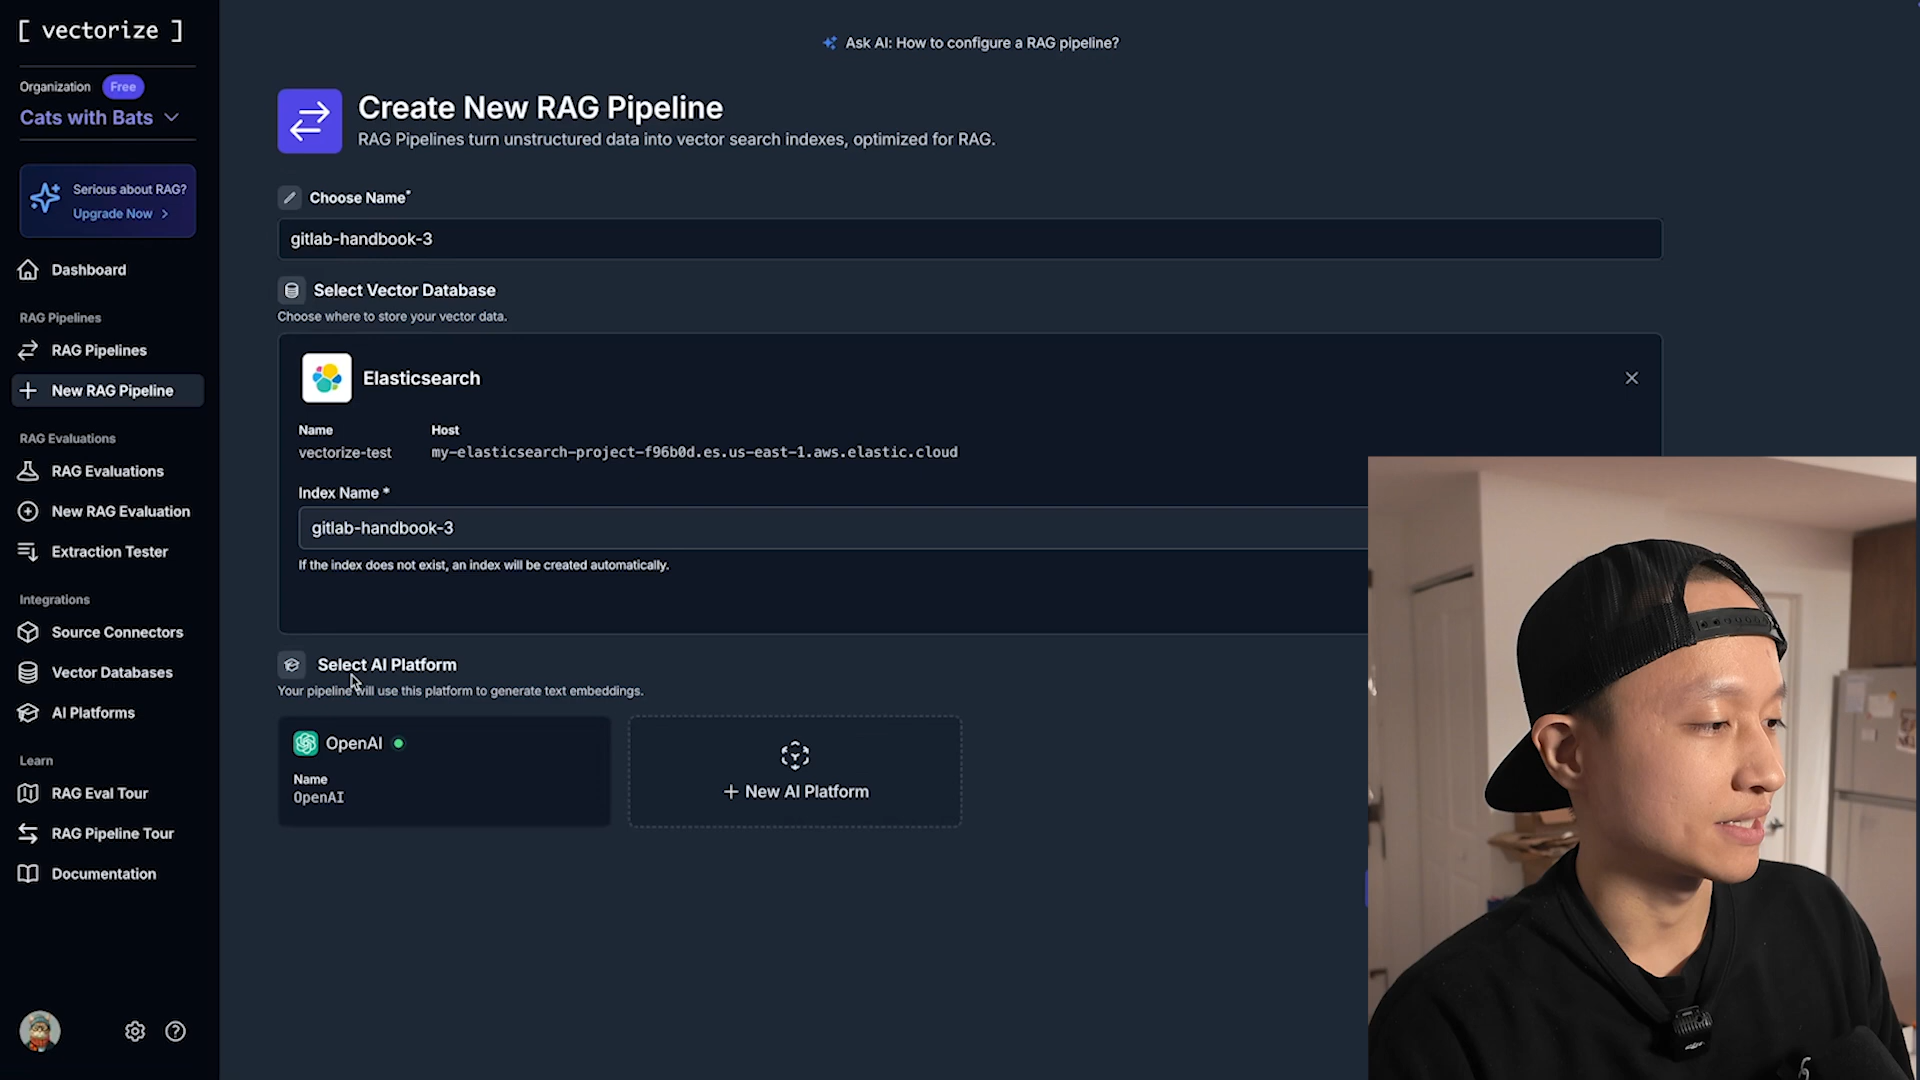 [ vectorize ]
Organization Free
Cats with Bats
Serious about RAG?
Upgrade Now
Dashboard
RAG Pipelines
RAG Pipelines
New RAG Pipeline
RAG Evaluations
RAG Evaluations
New RAG Evaluation
Extraction Tester
Integrations
Source Connectors
Vector Databases
AI Platforms
Learn
RAG Eval Tour
RAG Pipeline Tour
Documentation
Ask AI: How to configure a RAG pipeline?
Create New RAG Pipeline
RAG Pipelines turn unstructured data into vector search indexes, optimized for RAG.
Choose Name*
gitlab-handbook-3
Select Vector Database
Choose where to store your vector data.
Elasticsearch
Name Host
vectorize-test my-elasticsearch-project-f96b0d.es.us-east-1.aws.elastic.cloud
Index Name *
gitlab-handbook-3
If the index does not exist, an index will be created automatically.
Select AI Platform
Your pipeline will use this platform to generate text embeddings.
OpenAI
Name
OpenAI
+ New AI Platform